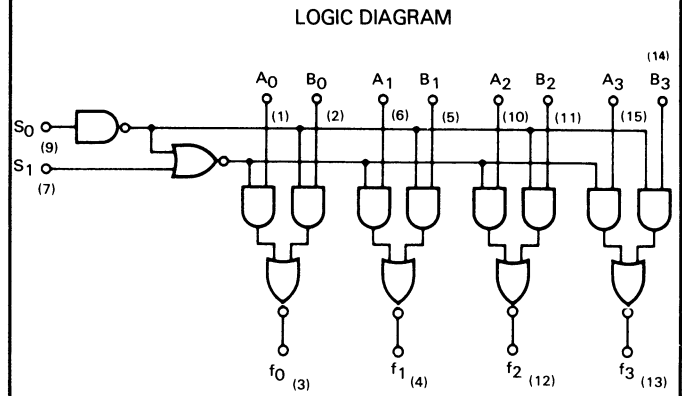 LOGIC DIAGRAM
(14)
A0 B0 A1 B1 A2 B2 A3 B3
(1) (2) (6) (5) (10) (11) (15)
S0
(9)
S1
(7)
f0 (3) f1 (4) f2 (12) f3 (13)